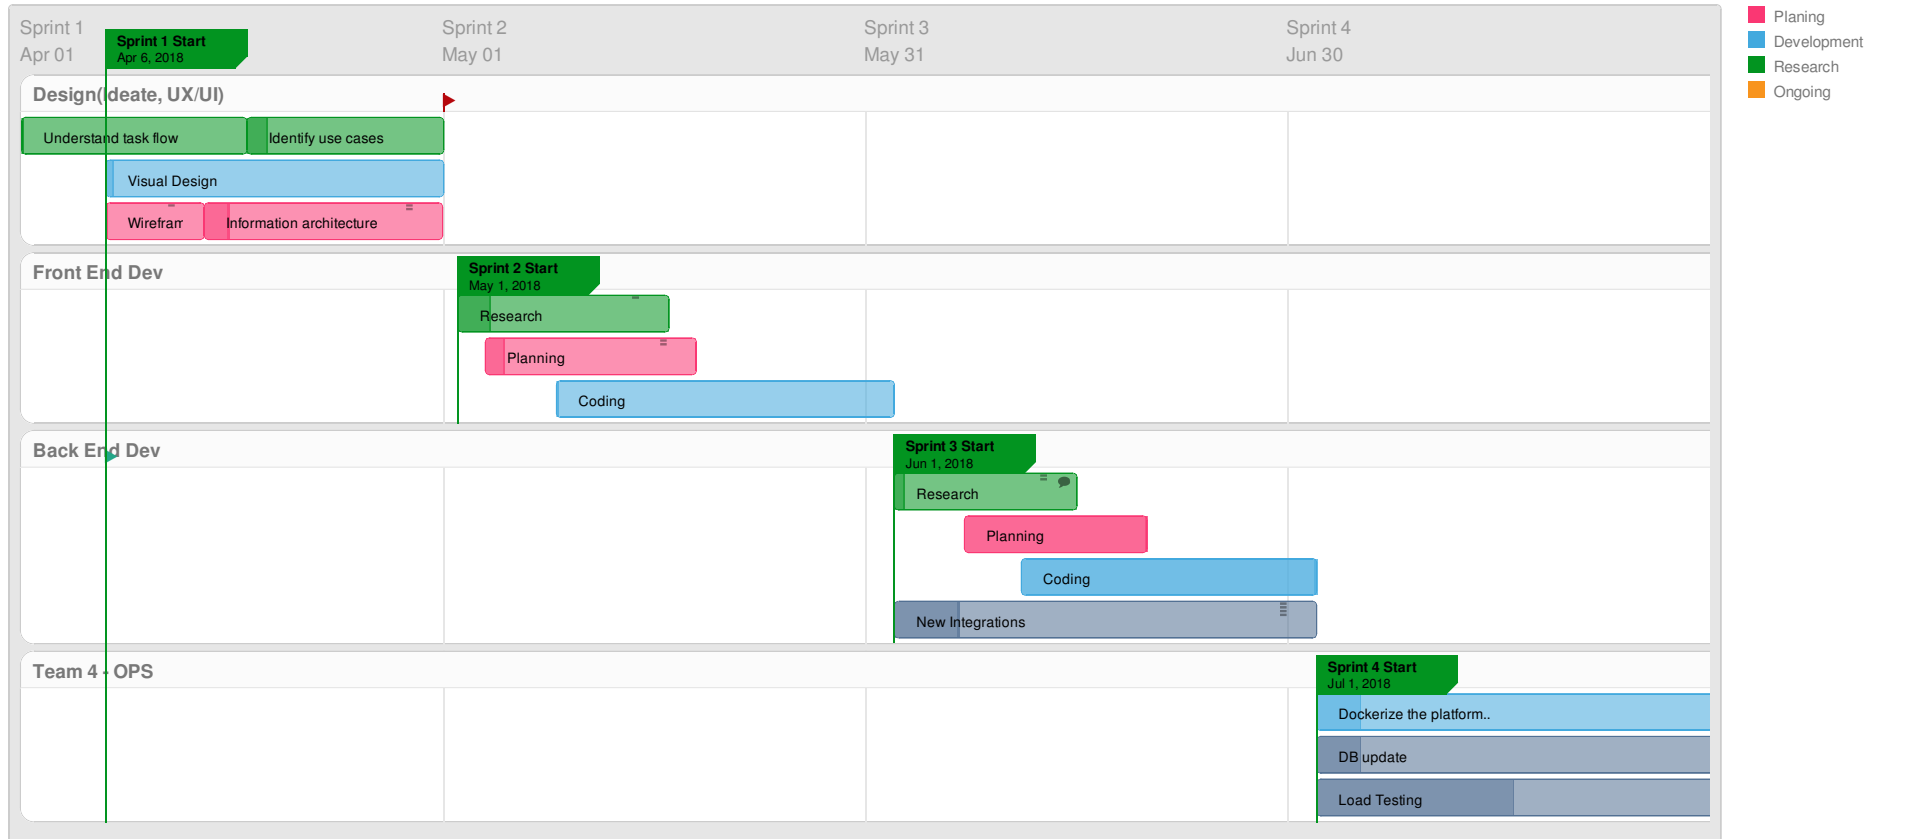 Sprint 1
Apr 01
Sprint 2
May 01
Sprint 3
May 31
Sprint 4
Jun 30
Sprint 1 Start
Apr 6, 2018
Planing
Development
Research
Ongoing
Design(Ideate, UX/UI)
Understand task flow
Identify use cases
Visual Design
Wirefran
Information architecture
Front End Dev
Sprint 2 Start
May 1, 2018
Research
Planning
Coding
Back End Dev
Sprint 3 Start
Jun 1, 2018
Research
Planning
Coding
New Integrations
Team 4 - OPS
Sprint 4 Start
Jul 1, 2018
Dockerize the platform..
DB update
Load Testing